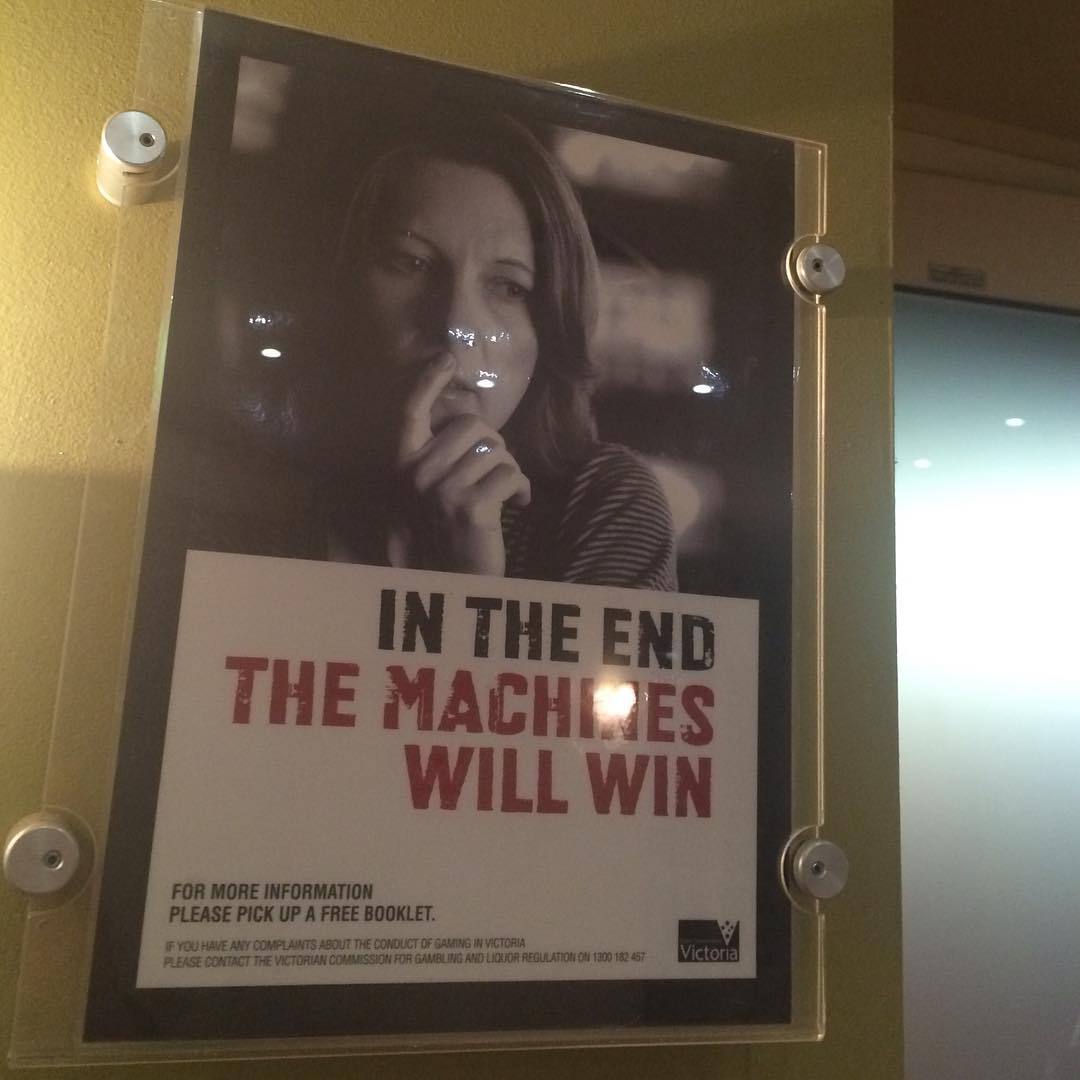 IN THE END
THE MACHINES
WILL WIN
FOR MORE INFORMATION
PLEASE PICK UP A FREE BOOKLET.
IF YOU HAVE ANY COMPLAINTS ABOUT THE CONDUCT OF GAMING IN VICTORIA
PLEASE CONTACT THE VICTORIAN COMMISSION FOR GAMBLING AND LIQUOR REGULATION ON 1300 182 457
Victoria